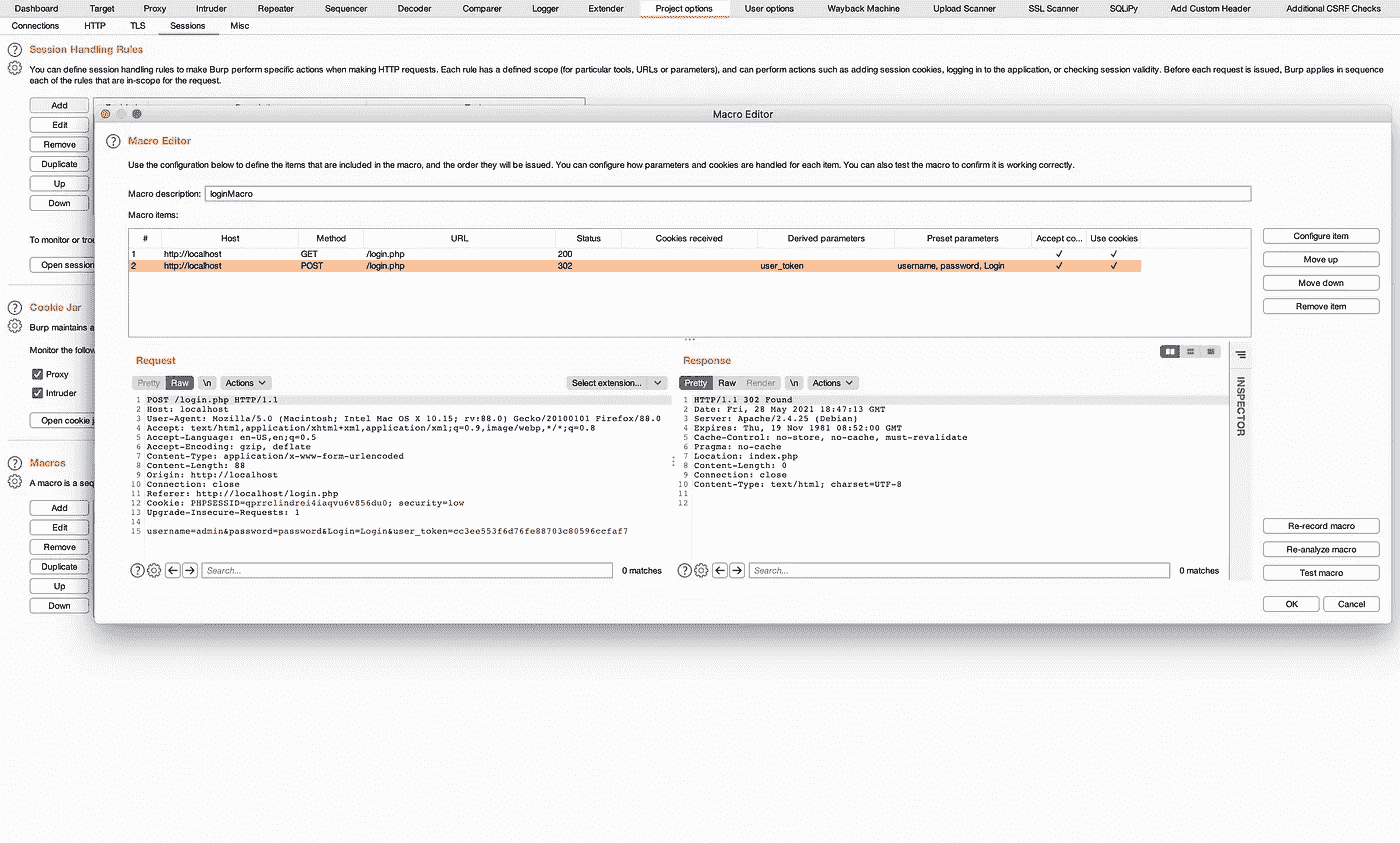 Dashboard Target Proxy Intruder Repeater Sequencer Decoder Comparer Logger Extender Project options User options Wayback Machine Upload Scanner SSL Scanner SQLiPy Add Custom Header Additional CSRF Checks
Connections HTTP TLS Sessions Misc
Session Handling Rules
You can define session handling rules to make Burp perform specific actions when making HTTP requests. Each rule has a defined scope (for particular tools, URLs or parameters), and can perform actions such as adding session cookies, logging in to the application, or checking session validity. Before each request is issued, Burp applies in sequence
each of the rules that are in-scope for the request.
Add
Edit
Remove
Duplicate
Up
Down
To monitor or trou
Open session
Cookie Jar
Burp maintains a
Monitor the follow
Proxy
Intruder
Open cookie j
Macros
A macro is a seq
Add
Edit
Remove
Duplicate
Up
Down
Macro Editor
Macro Editor
Use the configuration below to define the items that are included in the macro, and the order they will be issued. You can configure how parameters and cookies are handled for each item. You can also test the macro to confirm it is working correctly.
Macro description: loginMacro
Macro items:
# Host Method URL Status Cookies received Derived parameters Preset parameters Accept co... Use cookies
1 http://localhost GET /login.php 200 ✓ ✓
2 http://localhost POST /login.php 302 user_token username, password, Login ✓ ✓
Configure item
Move up
Move down
Remove item
Request
Pretty Raw \n Actions Select extension...
1 POST /login.php HTTP/1.1
2 Host: localhost
3 User-Agent: Mozilla/5.0 (Macintosh; Intel Mac OS X 10.15; rv:88.0) Gecko/20100101 Firefox/88.0
4 Accept: text/html,application/xhtml+xml,application/xml;q=0.9,image/webp,*/*;q=0.8
5 Accept-Language: en-US,en;q=0.5
6 Accept-Encoding: gzip, deflate
7 Content-Type: application/x-www-form-urlencoded
8 Content-Length: 88
9 Origin: http://localhost
10 Connection: close
11 Referer: http://localhost/login.php
12 Cookie: PHPSESSID=qprrclindrei4iaqvu6v856du0; security=low
13 Upgrade-Insecure-Requests: 1
14
15 username=admin&password=password&Login=Login&user_token=cc3ee553f6d76fe88703c80596ccfaf7
Search... 0 matches
Response
Pretty Raw Render \n Actions
1 HTTP/1.1 302 Found
2 Date: Fri, 28 May 2021 18:47:13 GMT
3 Server: Apache/2.4.25 (Debian)
4 Expires: Thu, 19 Nov 1981 08:52:00 GMT
5 Cache-Control: no-store, no-cache, must-revalidate
6 Pragma: no-cache
7 Location: index.php
8 Content-Length: 0
9 Connection: close
10 Content-Type: text/html; charset=UTF-8
11
12
Search... 0 matches
INSPECTOR
Re-record macro
Re-analyze macro
Test macro
OK Cancel